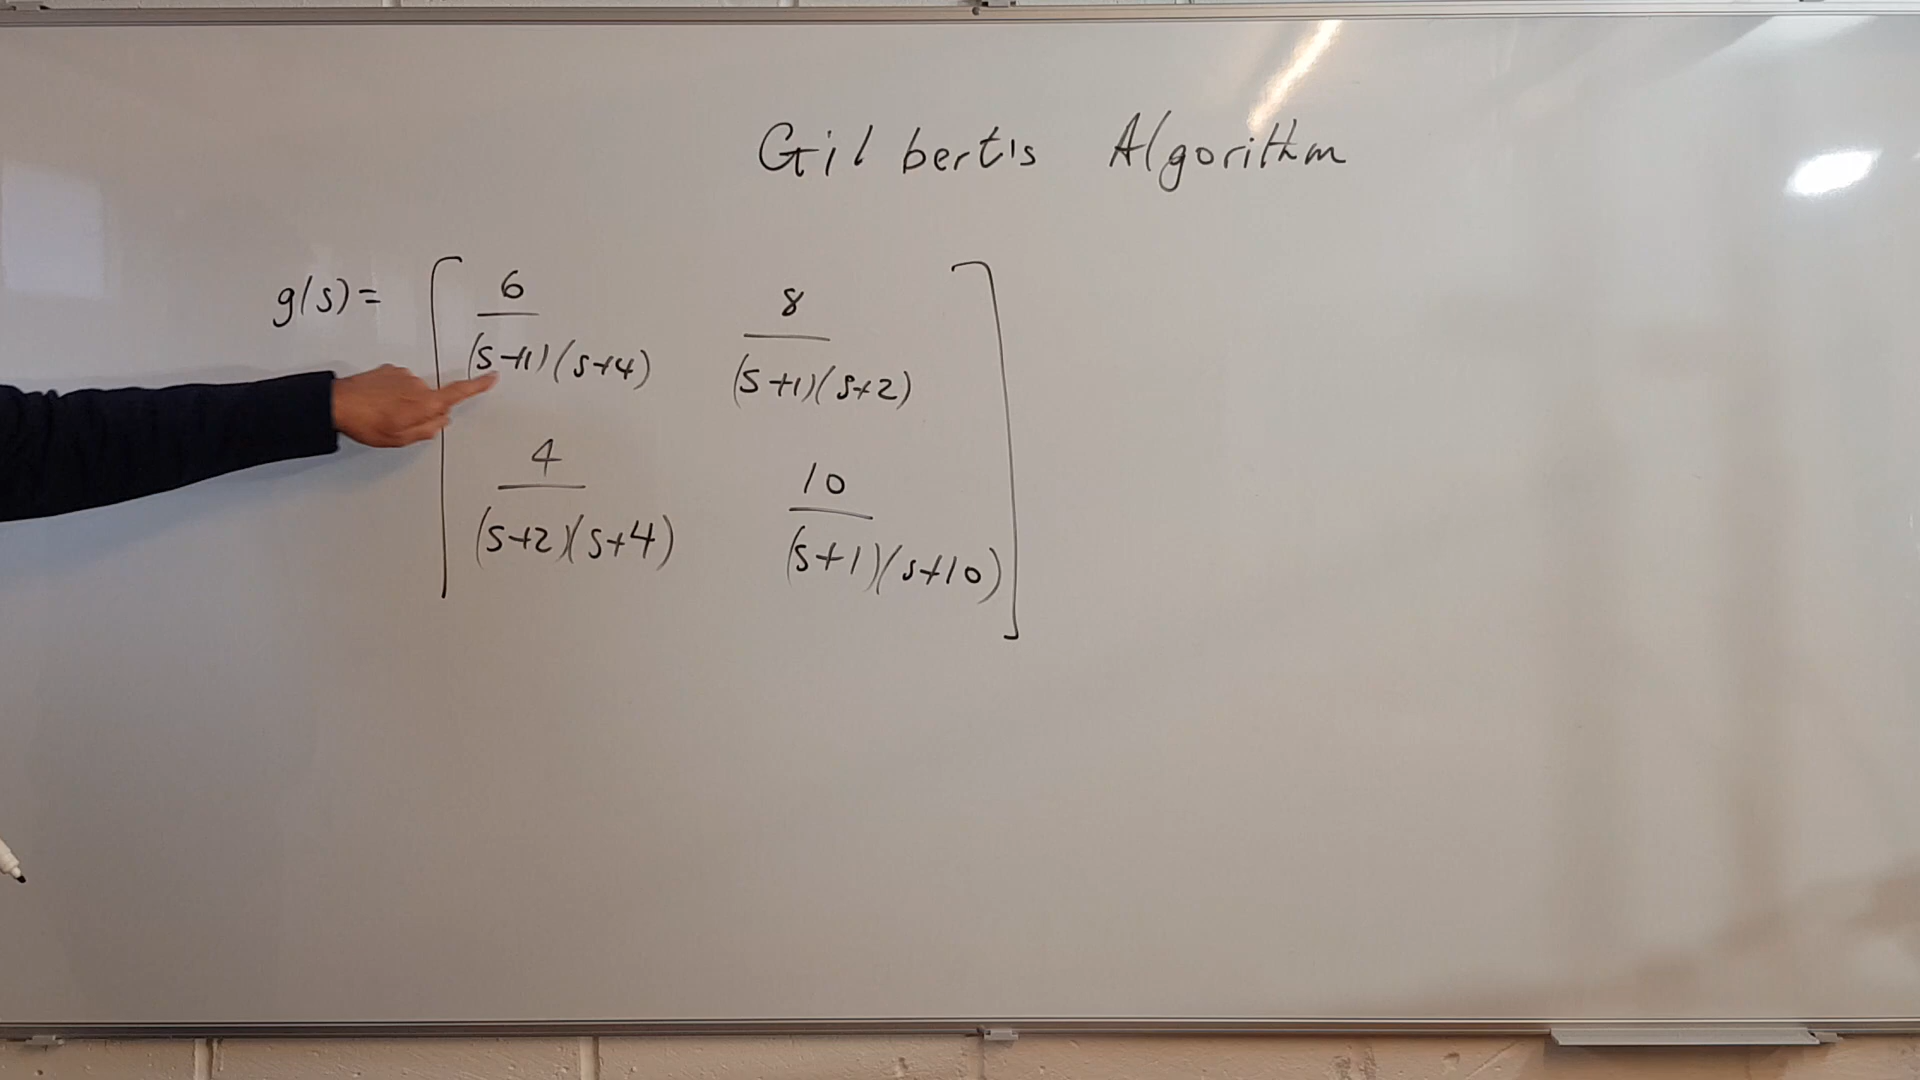 Gilbert's Algorithm
g(s) =
6 8
(s+1)(s+4) (s+1)(s+2)
4 10
(s+2)(s+4) (s+1)(s+10)